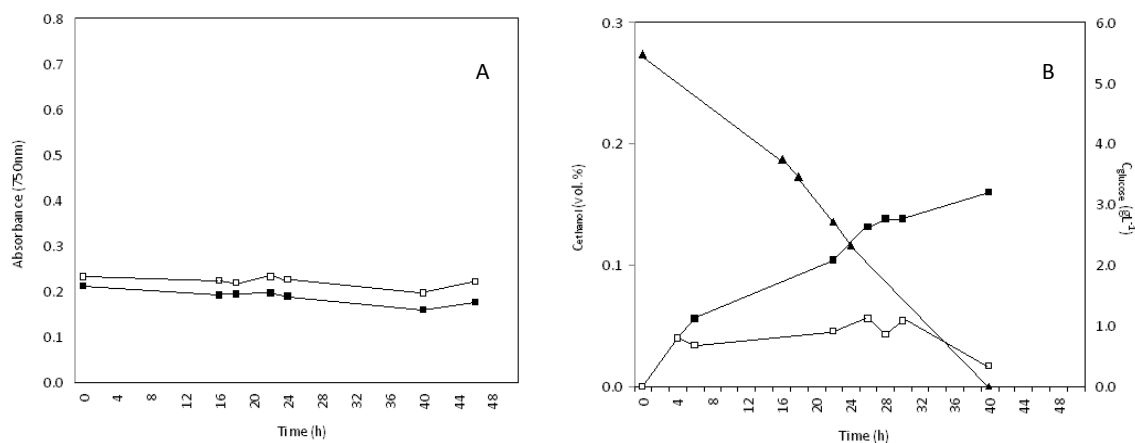 0.8
0.7
0.6
0.5
0.4
0.3
0.2
0.1
0.0
Absorbance (750nm)
A
0 4 8 12 16 20 24 28 32 36 40 44 48
Time (h)
0.3
0.2
0.1
0.0
Cethanol (vol. %)
B
6.0
5.0
4.0
3.0
2.0
1.0
0.0
Cglucose (gL-1)
0 4 8 12 16 20 24 28 32 36 40 44 48
Time (h)